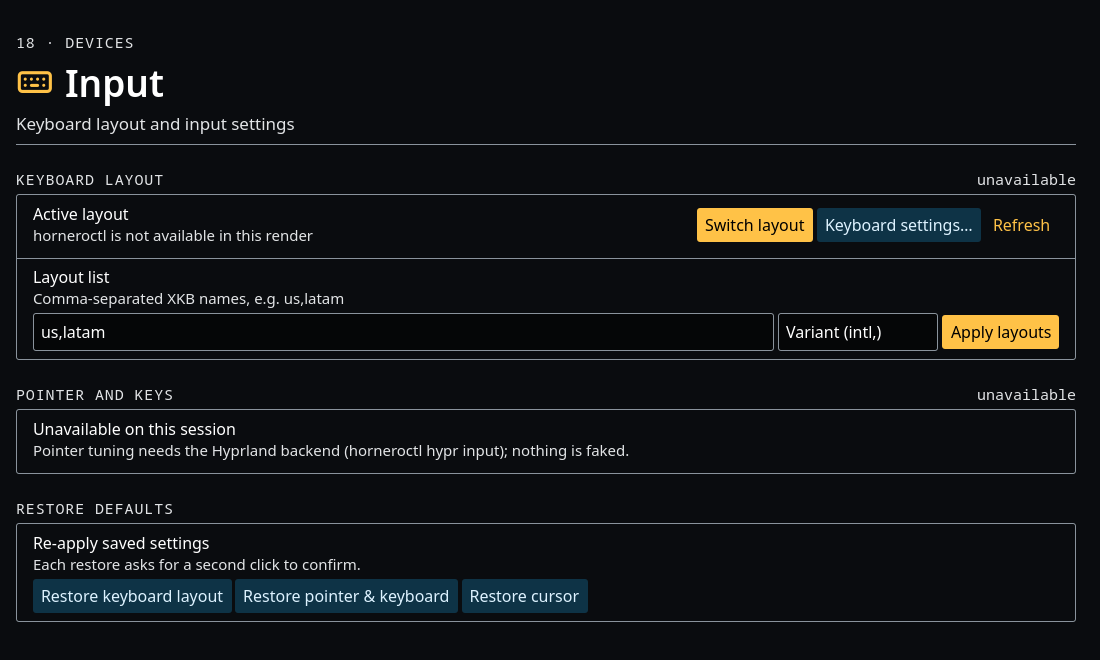 18 · DEVICES
Input
Keyboard layout and input settings
KEYBOARD LAYOUT unavailable
Active layout
horneroctl is not available in this render
Switch layout Keyboard settings... Refresh
Layout list
Comma-separated XKB names, e.g. us,latam
us,latam Variant (intl,) Apply layouts
POINTER AND KEYS unavailable
Unavailable on this session
Pointer tuning needs the Hyprland backend (horneroctl hypr input); nothing is faked.
RESTORE DEFAULTS
Re-apply saved settings
Each restore asks for a second click to confirm.
Restore keyboard layout Restore pointer & keyboard Restore cursor